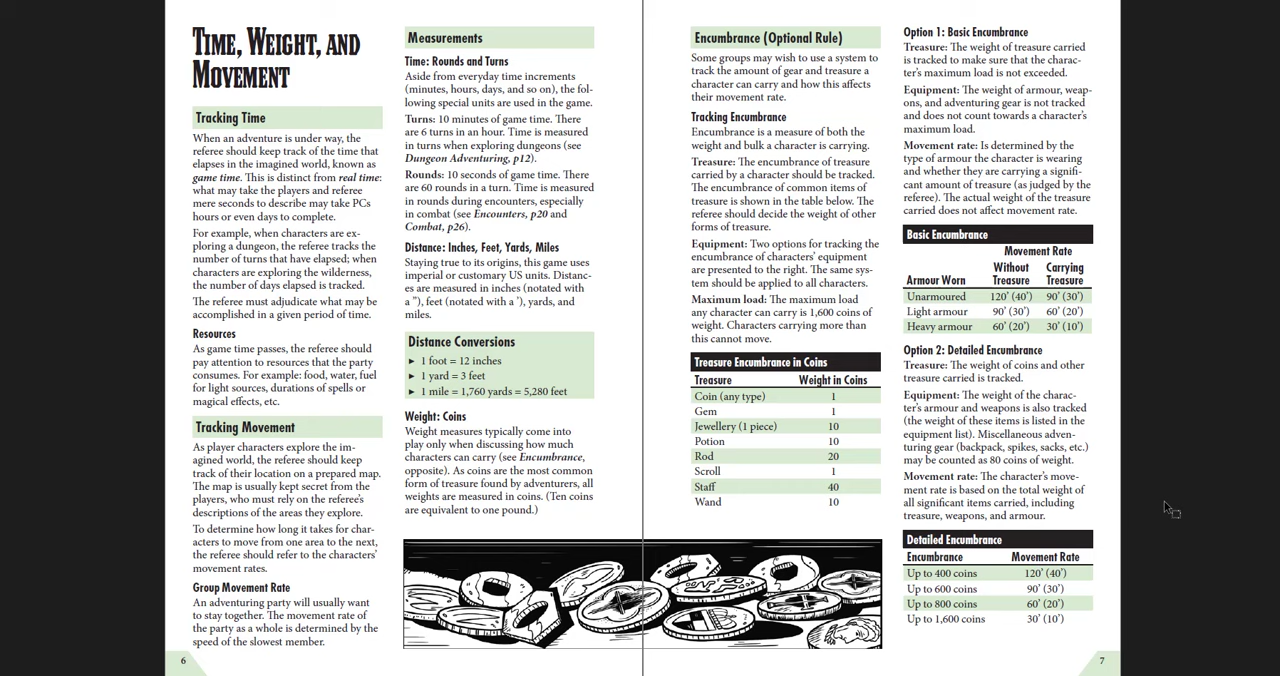 TIME, WEIGHT, AND
MOVEMENT
Tracking Time
When an adventure is under way, the
referee should keep track of the time that
elapses in the imagined world, known as
game time. This is distinct from real time:
what may take the players and referee
mere seconds to describe may take PCs
hours or even days to complete.
For example, when characters are ex-
ploring a dungeon, the referee tracks the
number of turns that have elapsed; when
characters are exploring the wilderness,
the number of days elapsed is tracked.
The referee must adjudicate what may be
accomplished in a given period of time.
Resources
As game time passes, the referee should
pay attention to resources that the party
consumes. For example: food, water, fuel
for light sources, durations of spells or
magical effects, etc.
Tracking Movement
As player characters explore the im-
agined world, the referee should keep
track of their location on a prepared map.
The map is usually kept secret from the
players, who must rely on the referee's
descriptions of the areas they explore.
To determine how long it takes for char-
acters to move from one area to the next,
the referee should refer to the characters'
movement rates.
Group Movement Rate
An adventuring party will usually want
to stay together. The movement rate of
the party as a whole is determined by the
speed of the slowest member.
6
Measurements
Time: Rounds and Turns
Aside from everyday time increments
(minutes, hours, days, and so on), the fol-
lowing special units are used in the game.
Turns: 10 minutes of game time. There
are 6 turns in an hour. Time is measured
in turns when exploring dungeons (see
Dungeon Adventuring, p12).
Rounds: 10 seconds of game time. There
are 60 rounds in a turn. Time is measured
in rounds during encounters, especially
in combat (see Encounters, p20 and
Combat, p26).
Distance: Inches, Feet, Yards, Miles
Staying true to its origins, this game uses
imperial or customary US units. Distanc-
es are measured in inches (notated with
a ”), feet (notated with a ’), yards, and
miles.
Distance Conversions
► 1 foot = 12 inches
► 1 yard = 3 feet
► 1 mile = 1,760 yards = 5,280 feet
Weight: Coins
Weight measures typically come into
play only when discussing how much
characters can carry (see Encumbrance,
opposite). As coins are the most common
form of treasure found by adventurers, all
weights are measured in coins. (Ten coins
are equivalent to one pound.)
Encumbrance (Optional Rule)
Some groups may wish to use a system to
track the amount of gear and treasure a
character can carry and how this affects
their movement rate.
Tracking Encumbrance
Encumbrance is a measure of both the
weight and bulk a character is carrying.
Treasure: The encumbrance of treasure
carried by a character should be tracked.
The encumbrance of common items of
treasure is shown in the table below. The
referee should decide the weight of other
forms of treasure.
Equipment: Two options for tracking the
encumbrance of characters' equipment
are presented to the right. The same sys-
tem should be applied to all characters.
Maximum load: The maximum load
any character can carry is 1,600 coins of
weight. Characters carrying more than
this cannot move.
Treasure Encumbrance in Coins
Treasure Weight in Coins
Coin (any type) 1
Gem 1
Jewellery (1 piece) 10
Potion 10
Rod 20
Scroll 1
Staff 40
Wand 10
Option 1: Basic Encumbrance
Treasure: The weight of treasure carried
is tracked to make sure that the charac-
ter's maximum load is not exceeded.
Equipment: The weight of armour, weap-
ons, and adventuring gear is not tracked
and does not count towards a character's
maximum load.
Movement rate: Is determined by the
type of armour the character is wearing
and whether they are carrying a signifi-
cant amount of treasure (as judged by the
referee). The actual weight of the treasure
carried does not affect movement rate.
Basic Encumbrance
Movement Rate
Without Carrying
Armour Worn Treasure Treasure
Unarmoured 120’ (40’) 90’ (30’)
Light armour 90’ (30’) 60’ (20’)
Heavy armour 60’ (20’) 30’ (10’)
Option 2: Detailed Encumbrance
Treasure: The weight of coins and other
treasure carried is tracked.
Equipment: The weight of the charac-
ter's armour and weapons is also tracked
(the weight of these items is listed in the
equipment list). Miscellaneous adven-
turing gear (backpack, spikes, sacks, etc.)
may be counted as 80 coins of weight.
Movement rate: The character's move-
ment rate is based on the total weight of
all significant items carried, including
treasure, weapons, and armour.
Detailed Encumbrance
Encumbrance Movement Rate
Up to 400 coins 120’ (40’)
Up to 600 coins 90’ (30’)
Up to 800 coins 60’ (20’)
Up to 1,600 coins 30’ (10’)
7